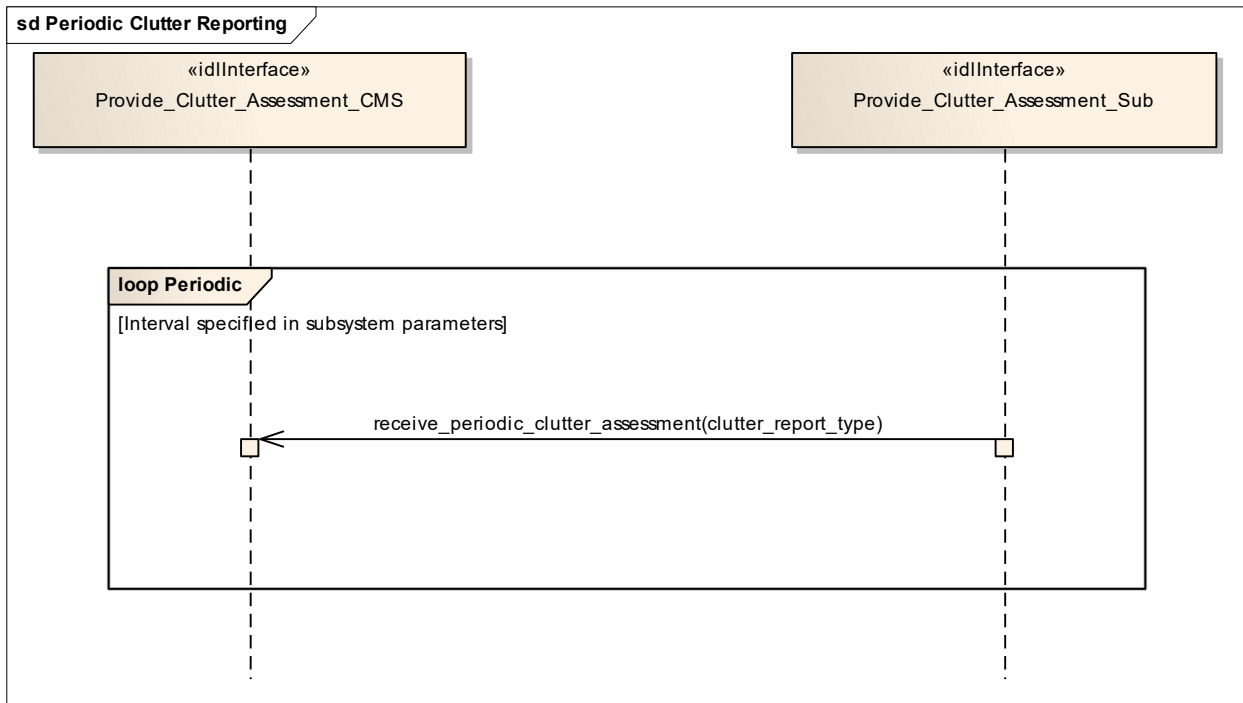 sd Periodic Clutter Reporting
«idlInterface»
Provide_Clutter_Assessment_CMS
«idlInterface»
Provide_Clutter_Assessment_Sub
loop Periodic
[Interval specified in subsystem parameters]
receive_periodic_clutter_assessment(clutter_report_type)